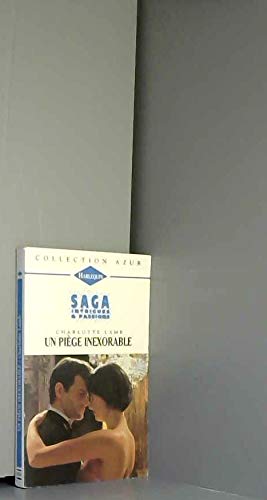 COLLECTION AZUR
HARLEQUIN
SAGA
INTRIGUES
& PASSIONS
CHARLOTTE LAMB
UN PIÈGE INEXORABLE